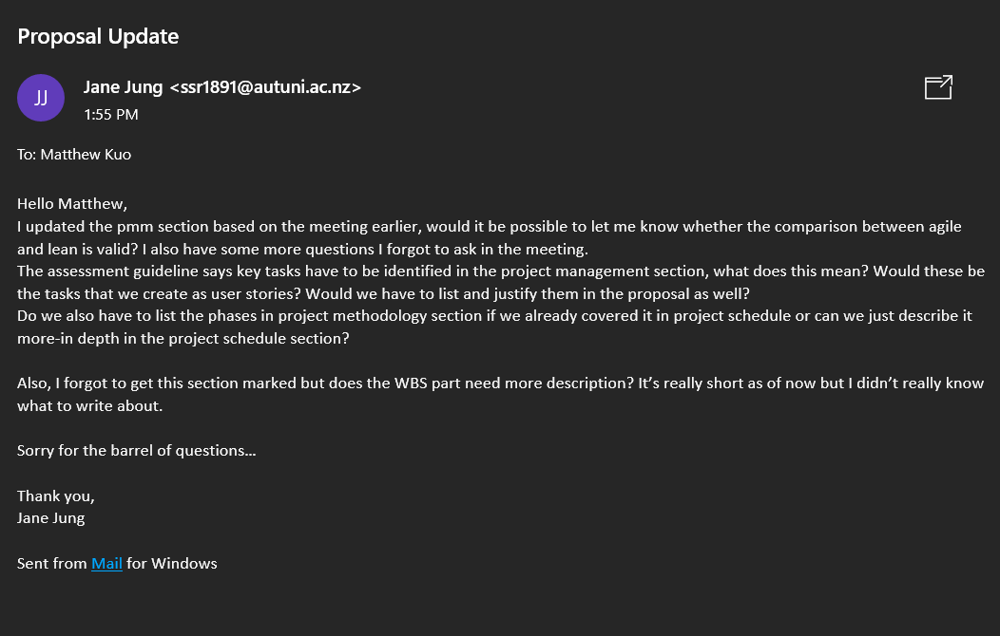 Proposal Update
JJ
Jane Jung <ssr1891@autuni.ac.nz>
1:55 PM
To: Matthew Kuo
Hello Matthew,
I updated the pmm section based on the meeting earlier, would it be possible to let me know whether the comparison between agile
and lean is valid? I also have some more questions I forgot to ask in the meeting.
The assessment guideline says key tasks have to be identified in the project management section, what does this mean? Would these be
the tasks that we create as user stories? Would we have to list and justify them in the proposal as well?
Do we also have to list the phases in project methodology section if we already covered it in project schedule or can we just describe it
more-in depth in the project schedule section?
Also, I forgot to get this section marked but does the WBS part need more description? It’s really short as of now but I didn’t really know
what to write about.
Sorry for the barrel of questions…
Thank you,
Jane Jung
Sent from Mail for Windows